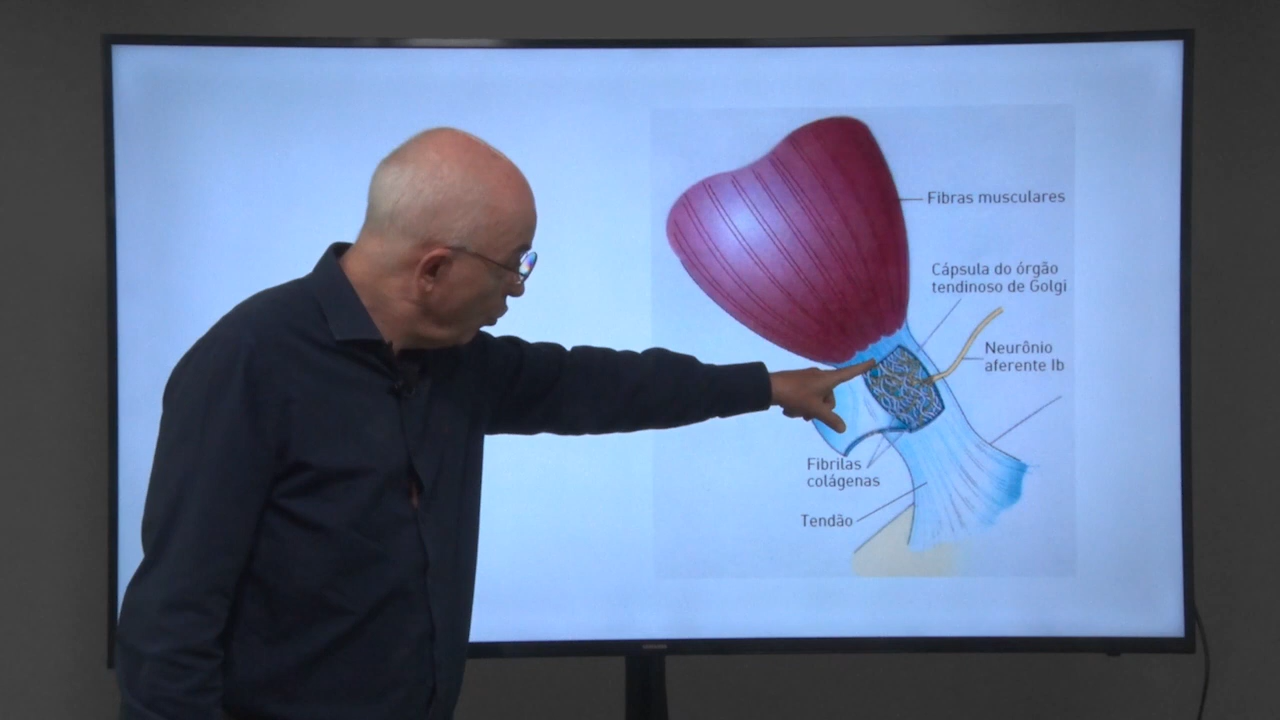 Fibras musculares
Cápsula do órgão
tendinoso de Golgi
Neurônio
aferente Ib
Fibrilas
colágenas
Tendão